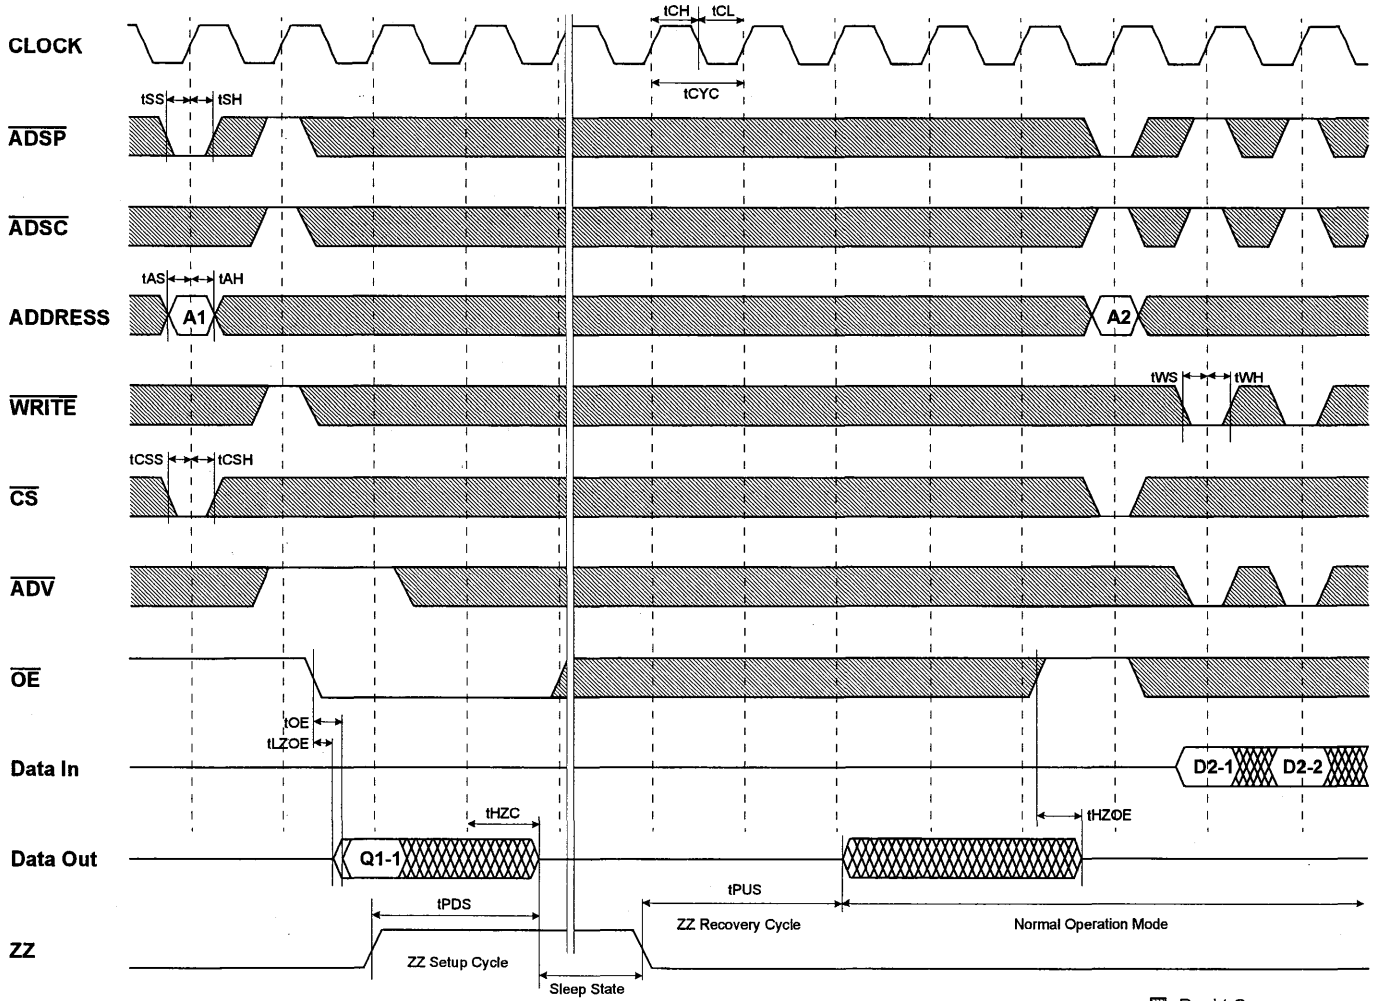 tCH tCL
CLOCK
tCYC
tSS tSH
ADSP
ADSC
tAS tAH
ADDRESS A1 A2
WRITE tWS tWH
tCSS tCSH
CS
ADV
OE
tOE
tLZOE
Data In D2-1 D2-2
tHZC tHZOE
Data Out Q1-1
tPDS tPUS
ZZ Recovery Cycle Normal Operation Mode
ZZ ZZ Setup Cycle
Sleep State